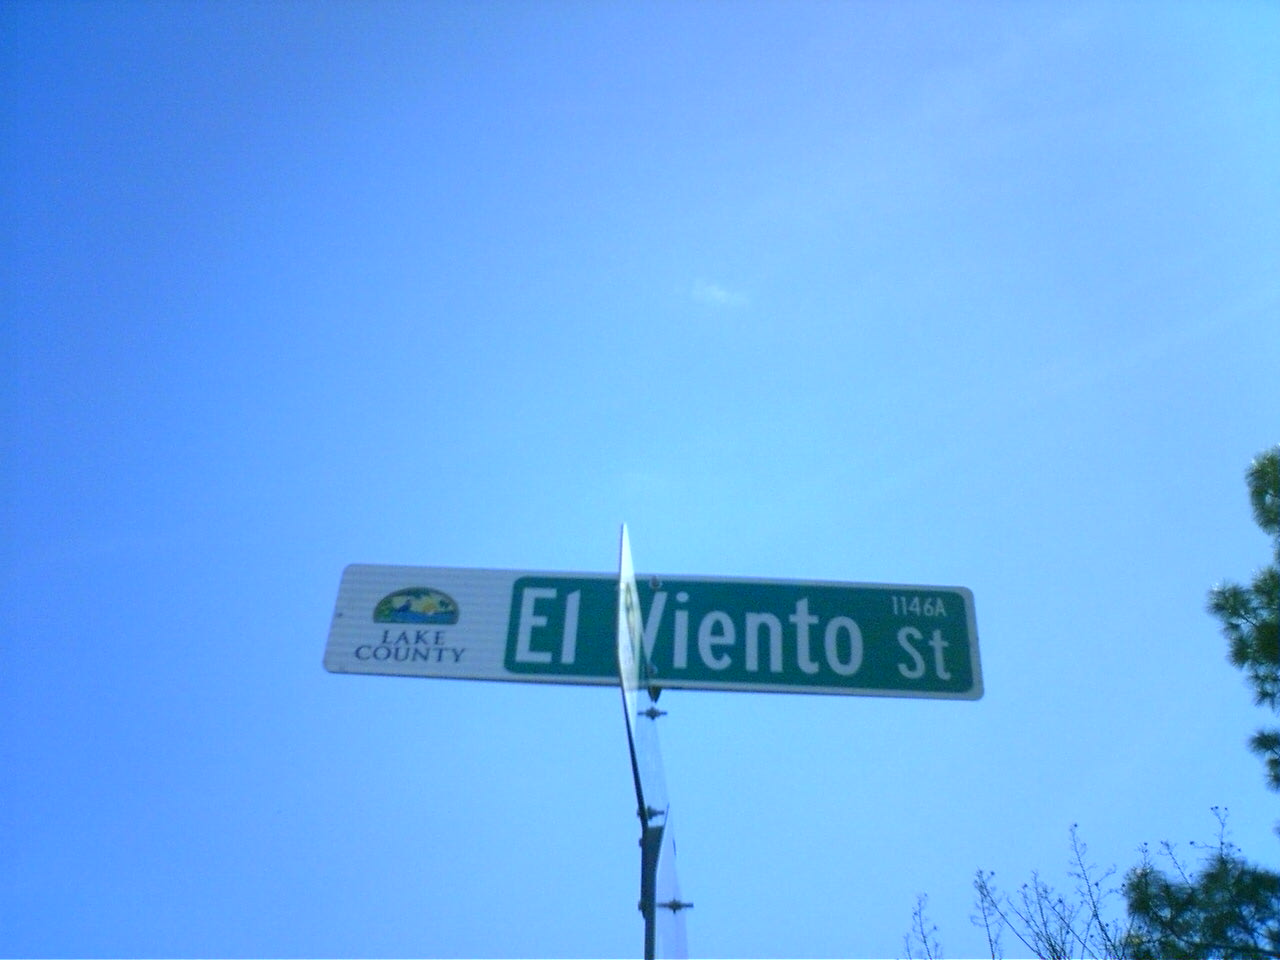 LAKE
COUNTY
El Viento St
1146A